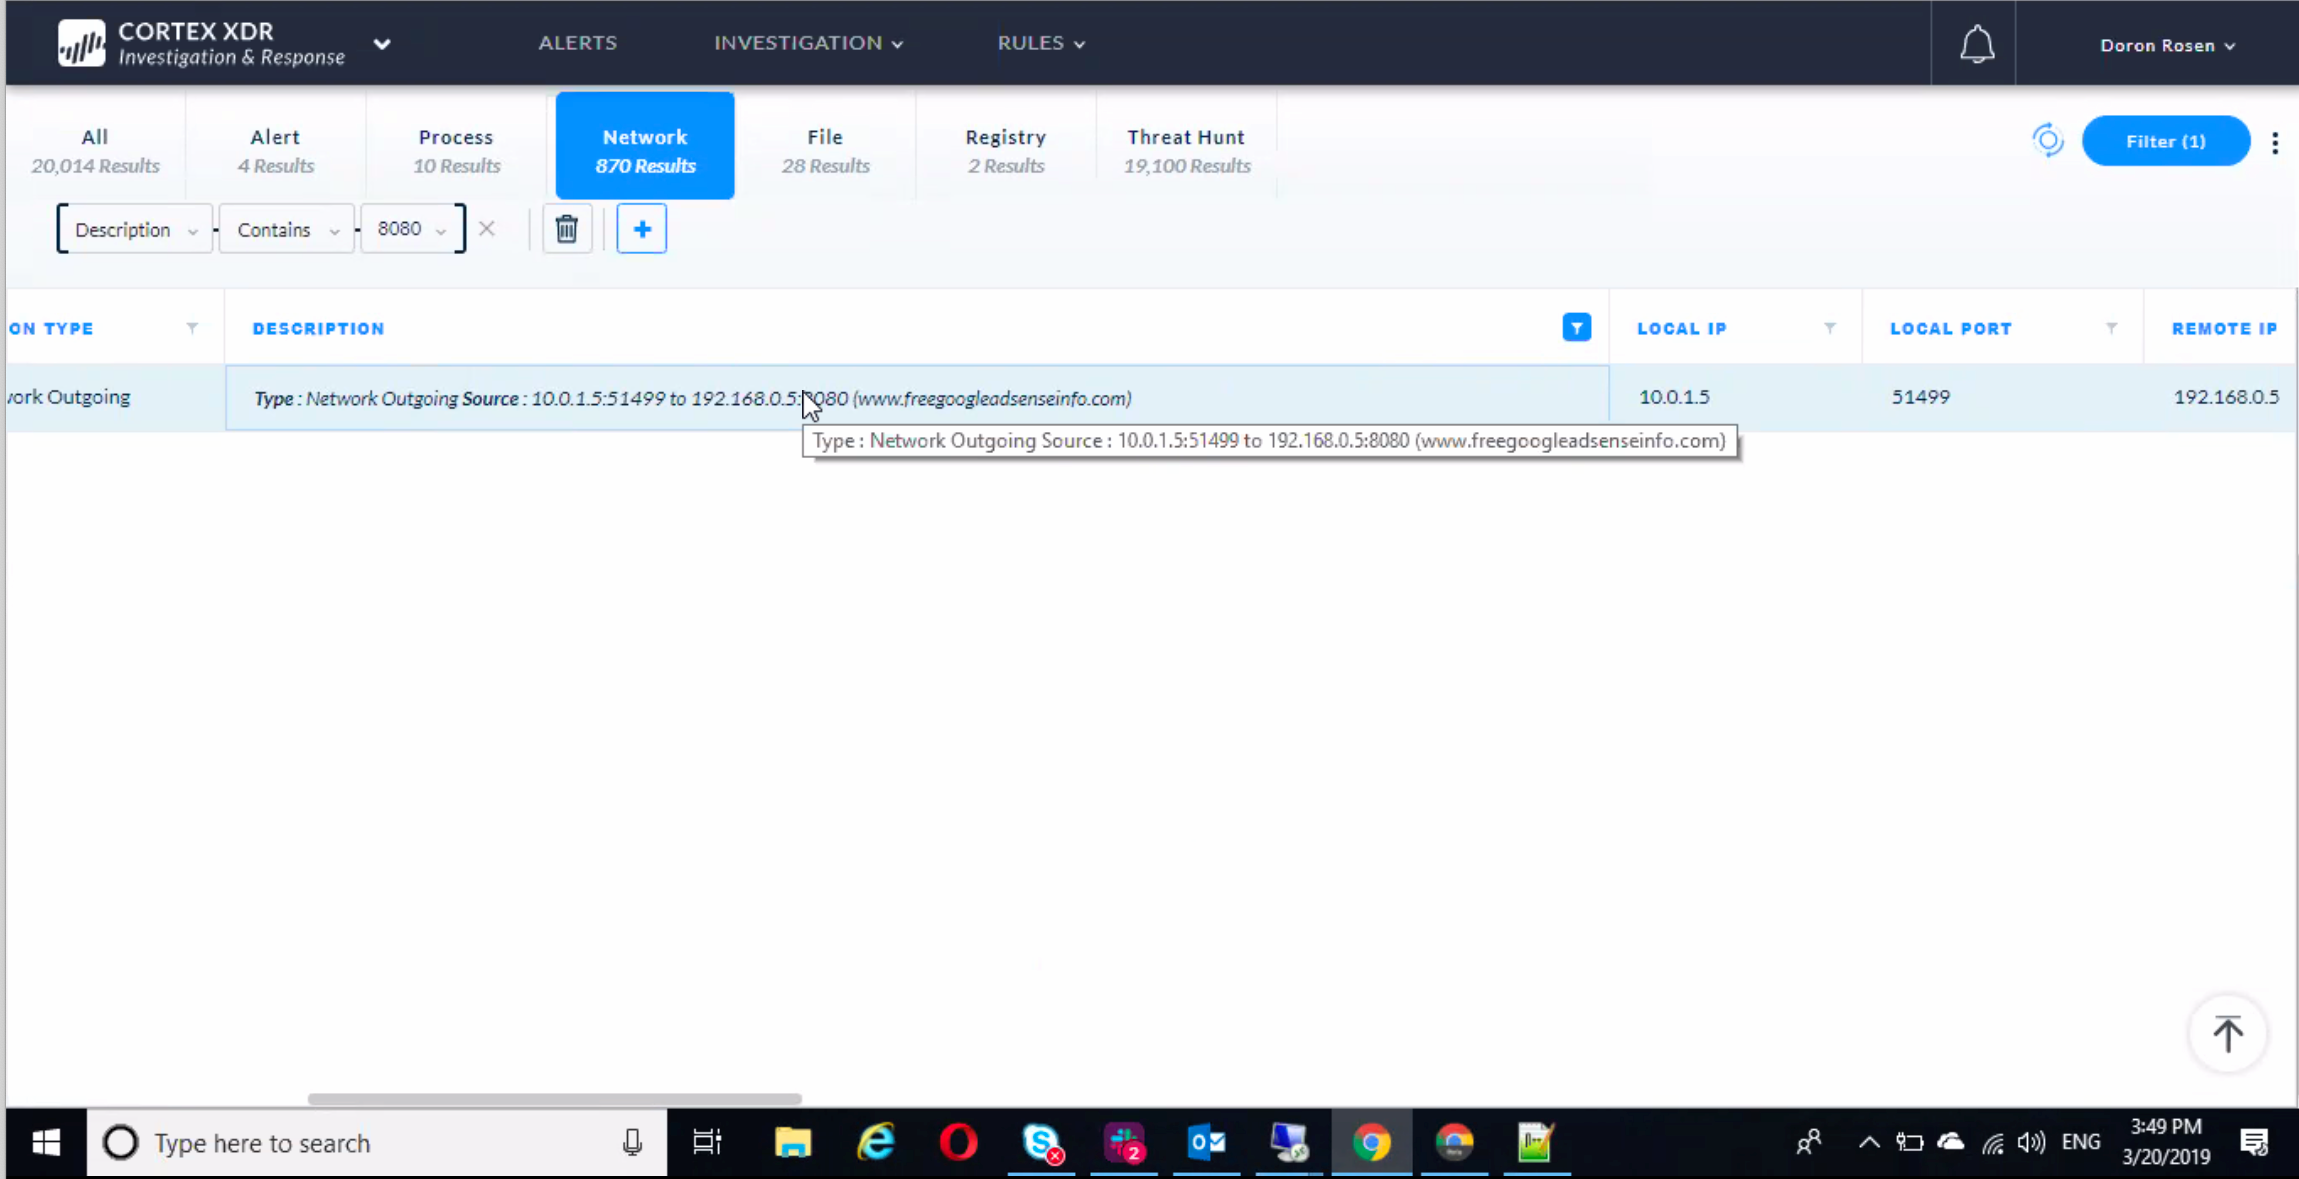 CORTEX XDR
Investigation & Response
ALERTS INVESTIGATION RULES Doron Rosen
All Alert Process Network File Registry Threat Hunt
20,014 Results 4 Results 10 Results 870 Results 28 Results 2 Results 19,100 Results
Filter (1)
Description Contains 8080
ON TYPE DESCRIPTION LOCAL IP LOCAL PORT REMOTE IP
ork Outgoing Type : Network Outgoing Source : 10.0.1.5:51499 to 192.168.0.5:8080 (www.freegoogleadsenseinfo.com) 10.0.1.5 51499 192.168.0.5
Type : Network Outgoing Source : 10.0.1.5:51499 to 192.168.0.5:8080 (www.freegoogleadsenseinfo.com)
Type here to search
2
ENG
3:49 PM
3/20/2019